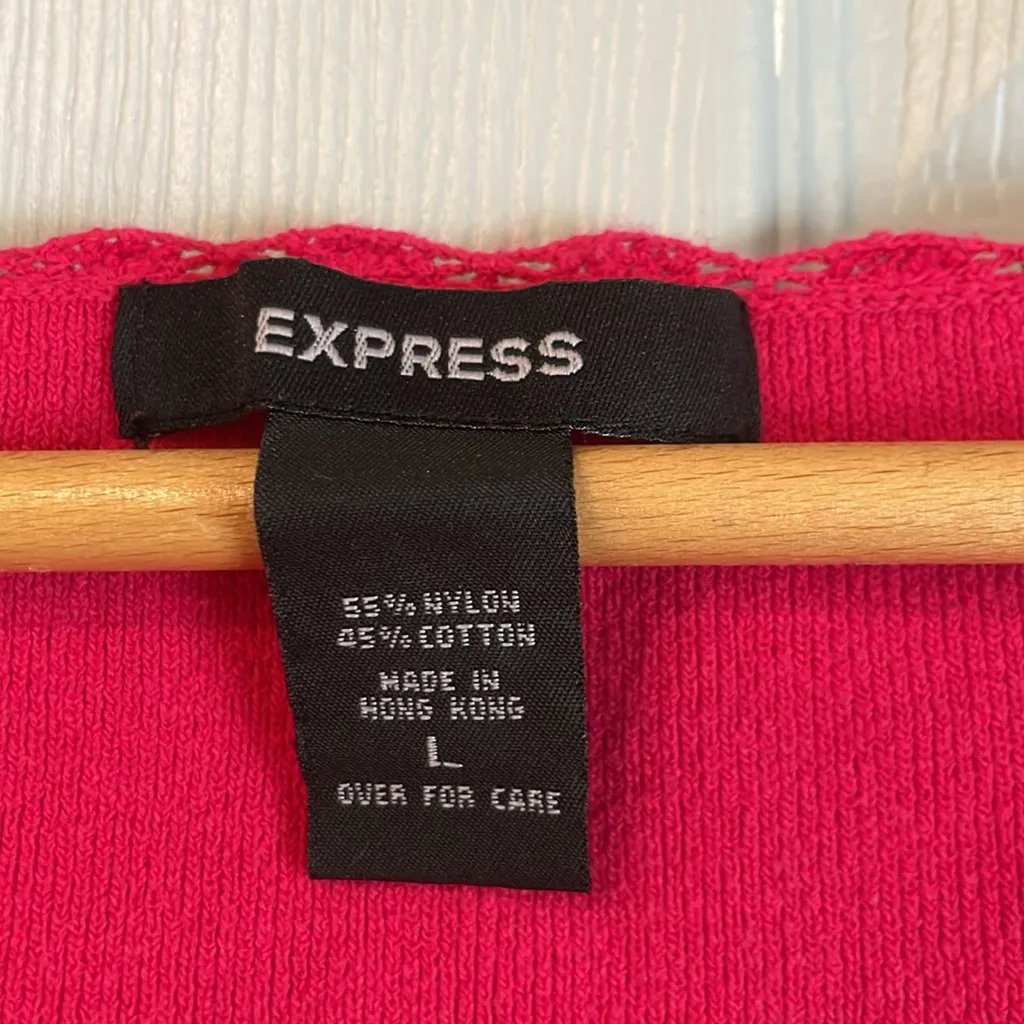 EXPRESS
55% NYLON
45% COTTON
MADE IN
HONG KONG
L
OVER FOR CARE